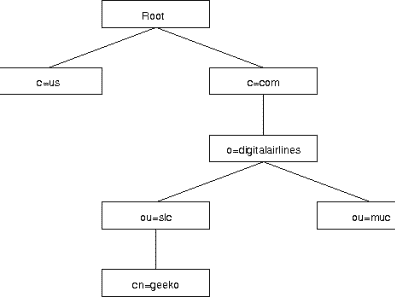 Root
c=us
c=com
o=digitalairlines
ou=slc
ou=muc
cn=geeko